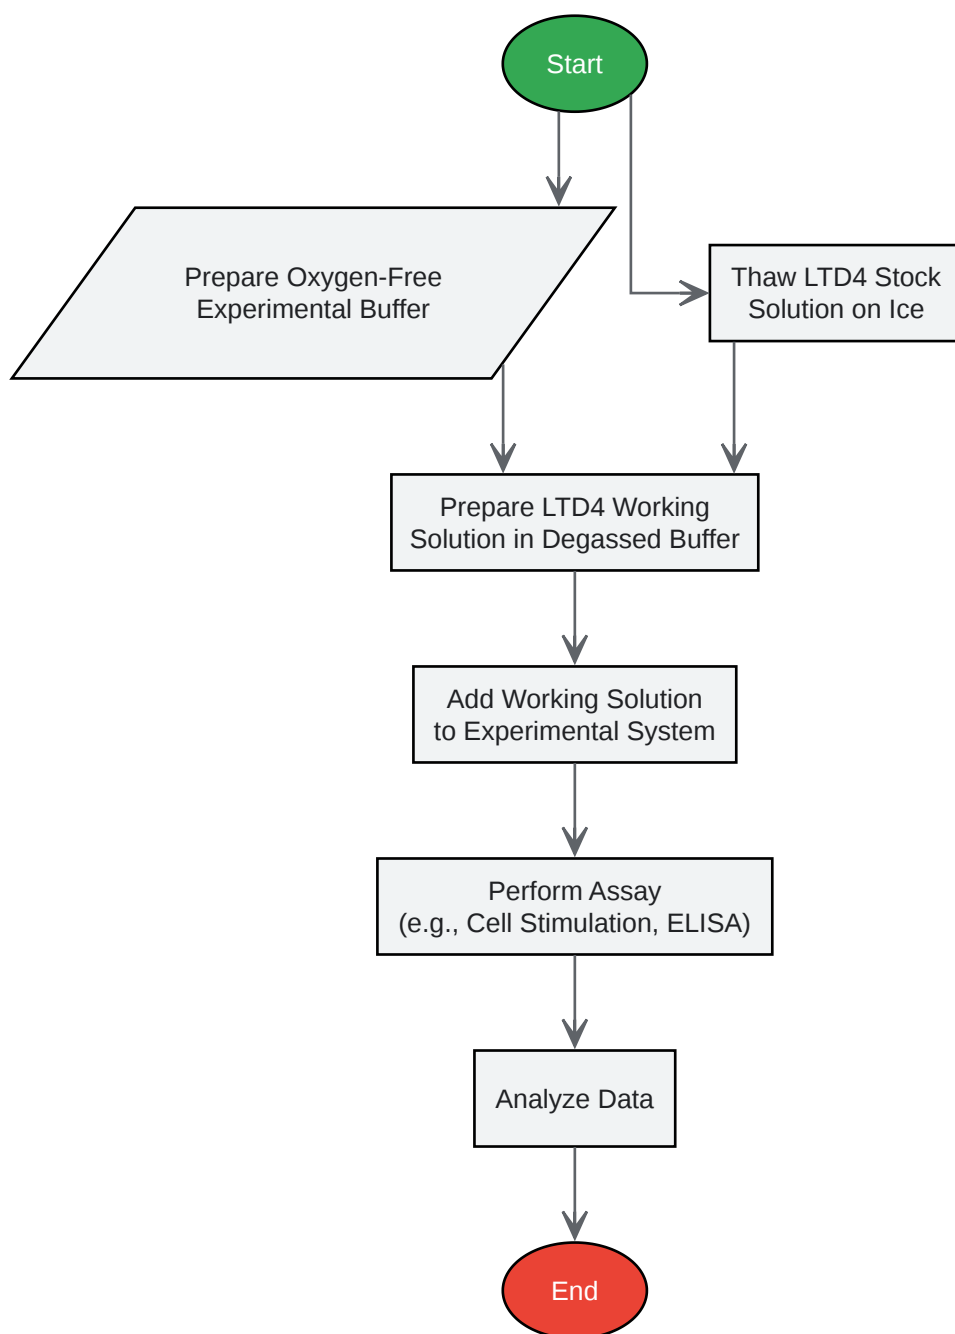 Start
Prepare Oxygen-Free
Experimental Buffer
Thaw LTD4 Stock
Solution on Ice
Prepare LTD4 Working
Solution in Degassed Buffer
Add Working Solution
to Experimental System
Perform Assay
(e.g., Cell Stimulation, ELISA)
Analyze Data
End